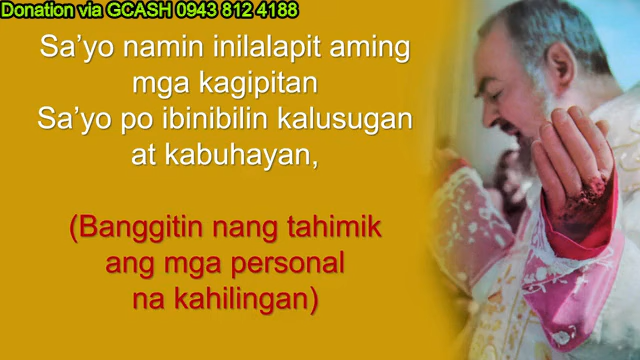 Donation via GCASH 0943 812 4188
Sa’yo namin inilalapit aming
mga kagipitan
Sa’yo po ibinibilin kalusugan
at kabuhayan,
(Banggitin nang tahimik
ang mga personal
na kahilingan)